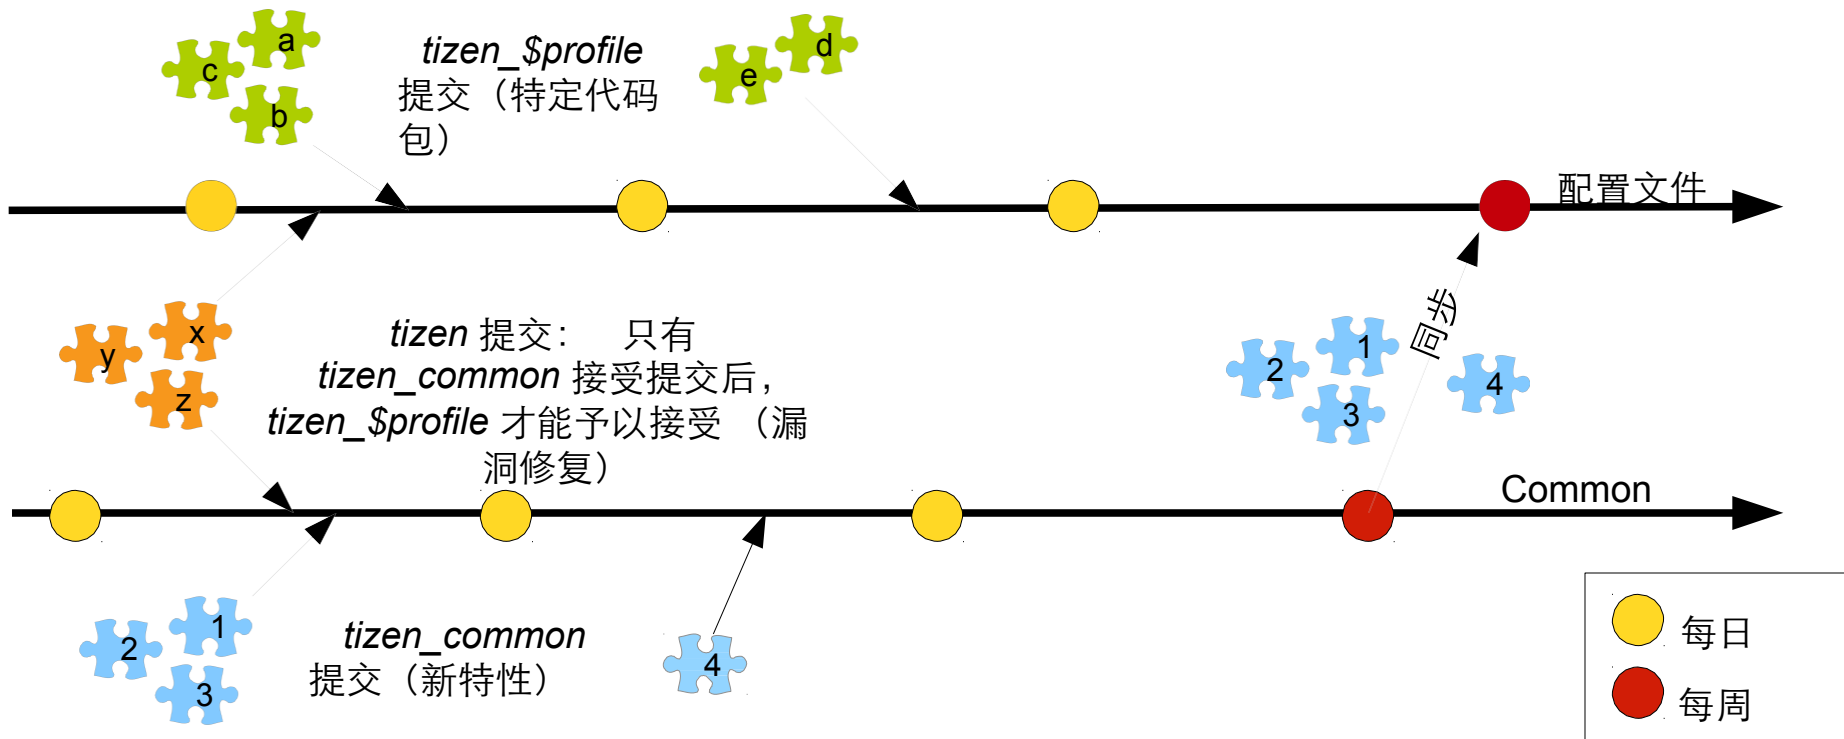 a
c
b
tizen_$profile
提交（特定代码
包）
d
e
配置文件
x
y
z
tizen 提交： 只有
tizen_common 接受提交后，
tizen_$profile 才能予以接受 （漏
洞修复）
同步
1
2
4
3
Common
1
2
3
tizen_common
提交（新特性）
4
每日
每周